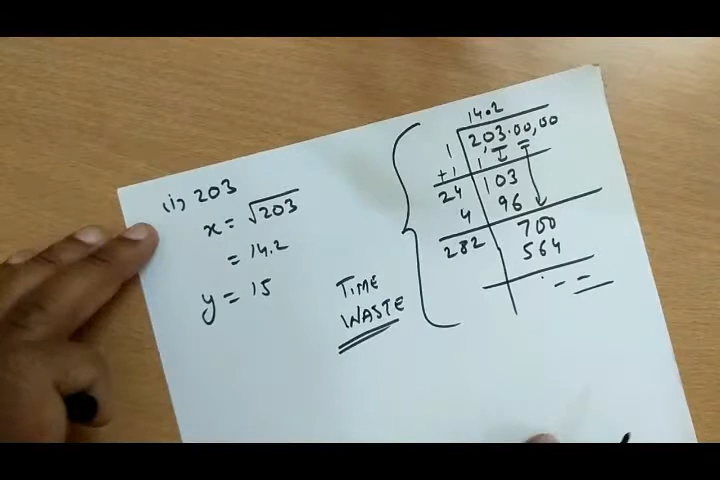 (i) 203
x = √203
= 14.2
y = 15
TIME
WASTE
14.2
1 203.00,00
+1 1
24 103
4 96
282 700
564